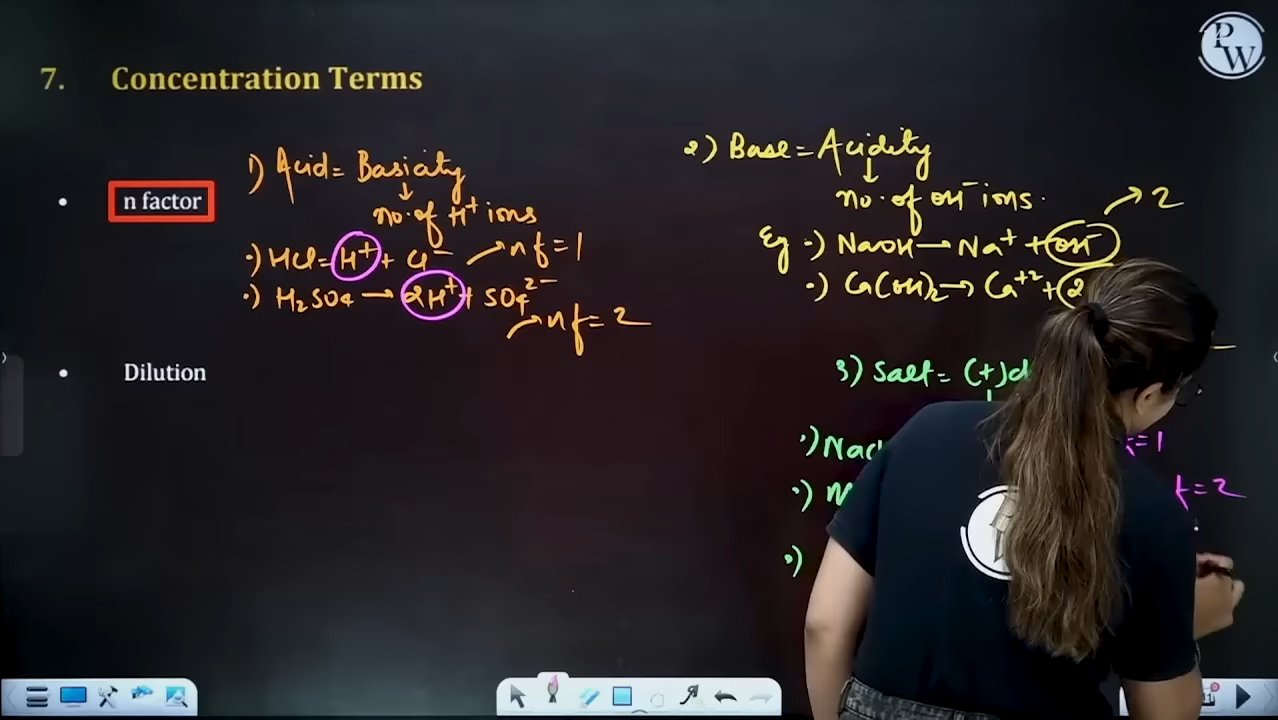 PW
7. Concentration Terms
• n factor
1) Acid = Basicity
↓
no. of H⁺ ions
•) HCl = H⁺ + Cl⁻ → nf = 1
•) H₂SO₄ → 2H⁺ + SO₄²⁻
→ nf = 2
• Dilution
2) Base = Acidity
↓
no. of OH⁻ ions.
Eg •) NaOH → Na⁺ + OH⁻ → 2
•) Ca(OH)₂ → Ca⁺² + 2
3) Salt = (+)
•) NaCl =1
•) f = 2
•)